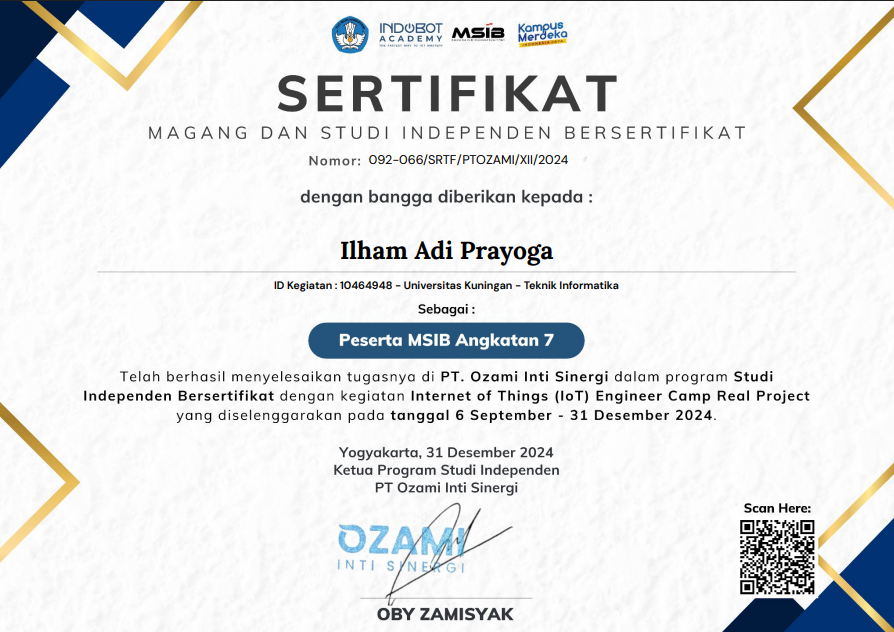 INDOBOT
ACADEMY
MSIB
Kampus
Merdeka
INDONESIA JAYA
SERTIFIKAT
MAGANG DAN STUDI INDEPENDEN BERSERTIFIKAT
Nomor: 092-066/SRTF/PTOZAMI/XII/2024
dengan bangga diberikan kepada :
Ilham Adi Prayoga
ID Kegiatan : 10464948 - Universitas Kuningan - Teknik Informatika
Sebagai :
Peserta MSIB Angkatan 7
Telah berhasil menyelesaikan tugasnya di PT. Ozami Inti Sinergi dalam program Studi
Independen Bersertifikat dengan kegiatan Internet of Things (IoT) Engineer Camp Real Project
yang diselenggarakan pada tanggal 6 September - 31 Desember 2024.
Yogyakarta, 31 Desember 2024
Ketua Program Studi Independen
PT Ozami Inti Sinergi
Scan Here:
OZAMI
INTI SINERGI
OBY ZAMISYAK